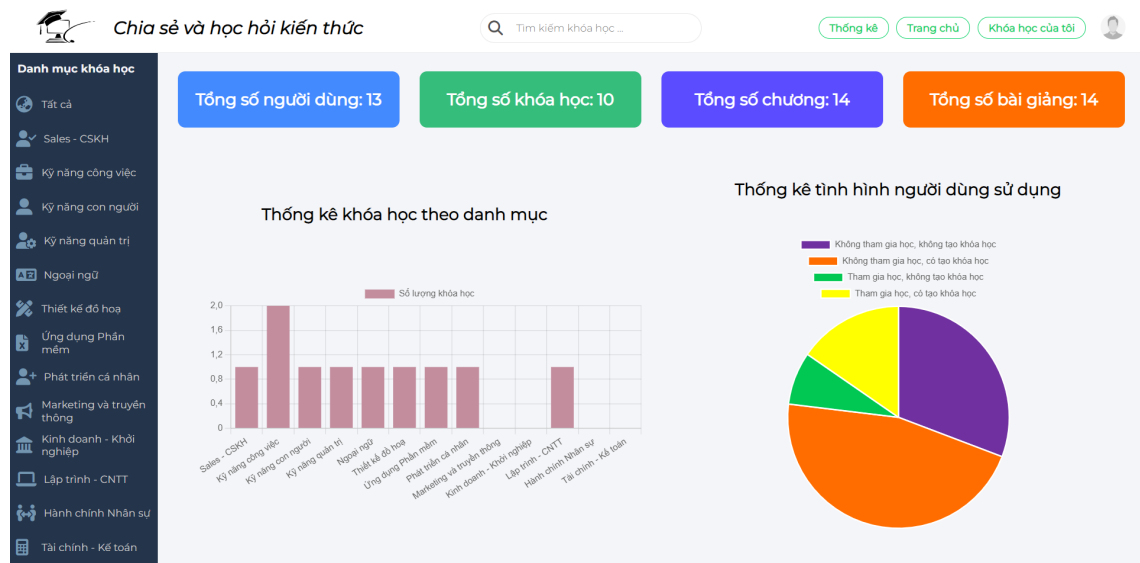 Chia sẻ và học hỏi kiến thức
Tìm kiếm khóa học ...
Thống kê
Trang chủ
Khóa học của tôi
Danh mục khóa học
Tất cả
Sales - CSKH
Kỹ năng công việc
Kỹ năng con người
Kỹ năng quản trị
Ngoại ngữ
Thiết kế đồ hoạ
Ứng dụng Phần
mềm
Phát triển cá nhân
Marketing và truyền
thông
Kinh doanh - Khởi
nghiệp
Lập trình - CNTT
Hành chính Nhân sự
Tài chính - Kế toán
Tổng số người dùng: 13
Tổng số khóa học: 10
Tổng số chương: 14
Tổng số bài giảng: 14
Thống kê khóa học theo danh mục
Số lượng khóa học
2,0
1,6
1,2
0,8
0,4
0
Sales - CSKH
Kỹ năng công việc
Kỹ năng con người
Kỹ năng quản trị
Ngoại ngữ
Thiết kế đồ hoạ
Ứng dụng Phần mềm
Phát triển cá nhân
Marketing và truyền thông
Kinh doanh - Khởi nghiệp
Lập trình - CNTT
Hành chính Nhân sự
Tài chính - Kế toán
Thống kê tình hình người dùng sử dụng
Không tham gia học, không tạo khóa học
Không tham gia học, có tạo khóa học
Tham gia học, không tạo khóa học
Tham gia học, có tạo khóa học